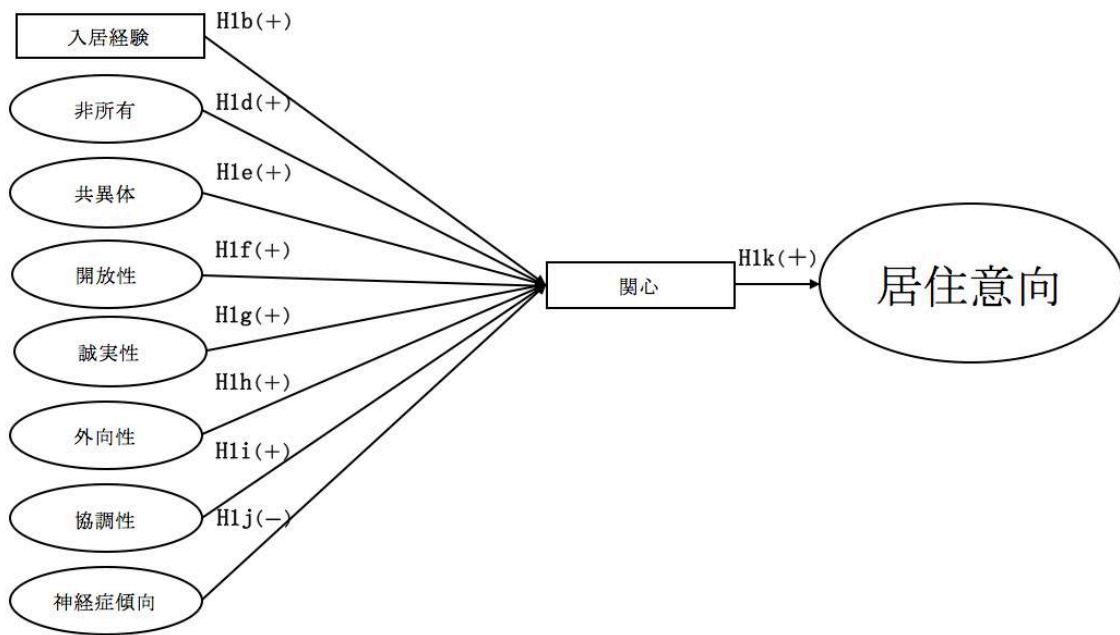 入居経験
H1b(+)
非所有
H1d(+)
共異体
H1e(+)
開放性
H1f(+)
誠実性
H1g(+)
外向性
H1h(+)
協調性
H1i(+)
神経症傾向
H1j(−)
関心
H1k(+)
居住意向